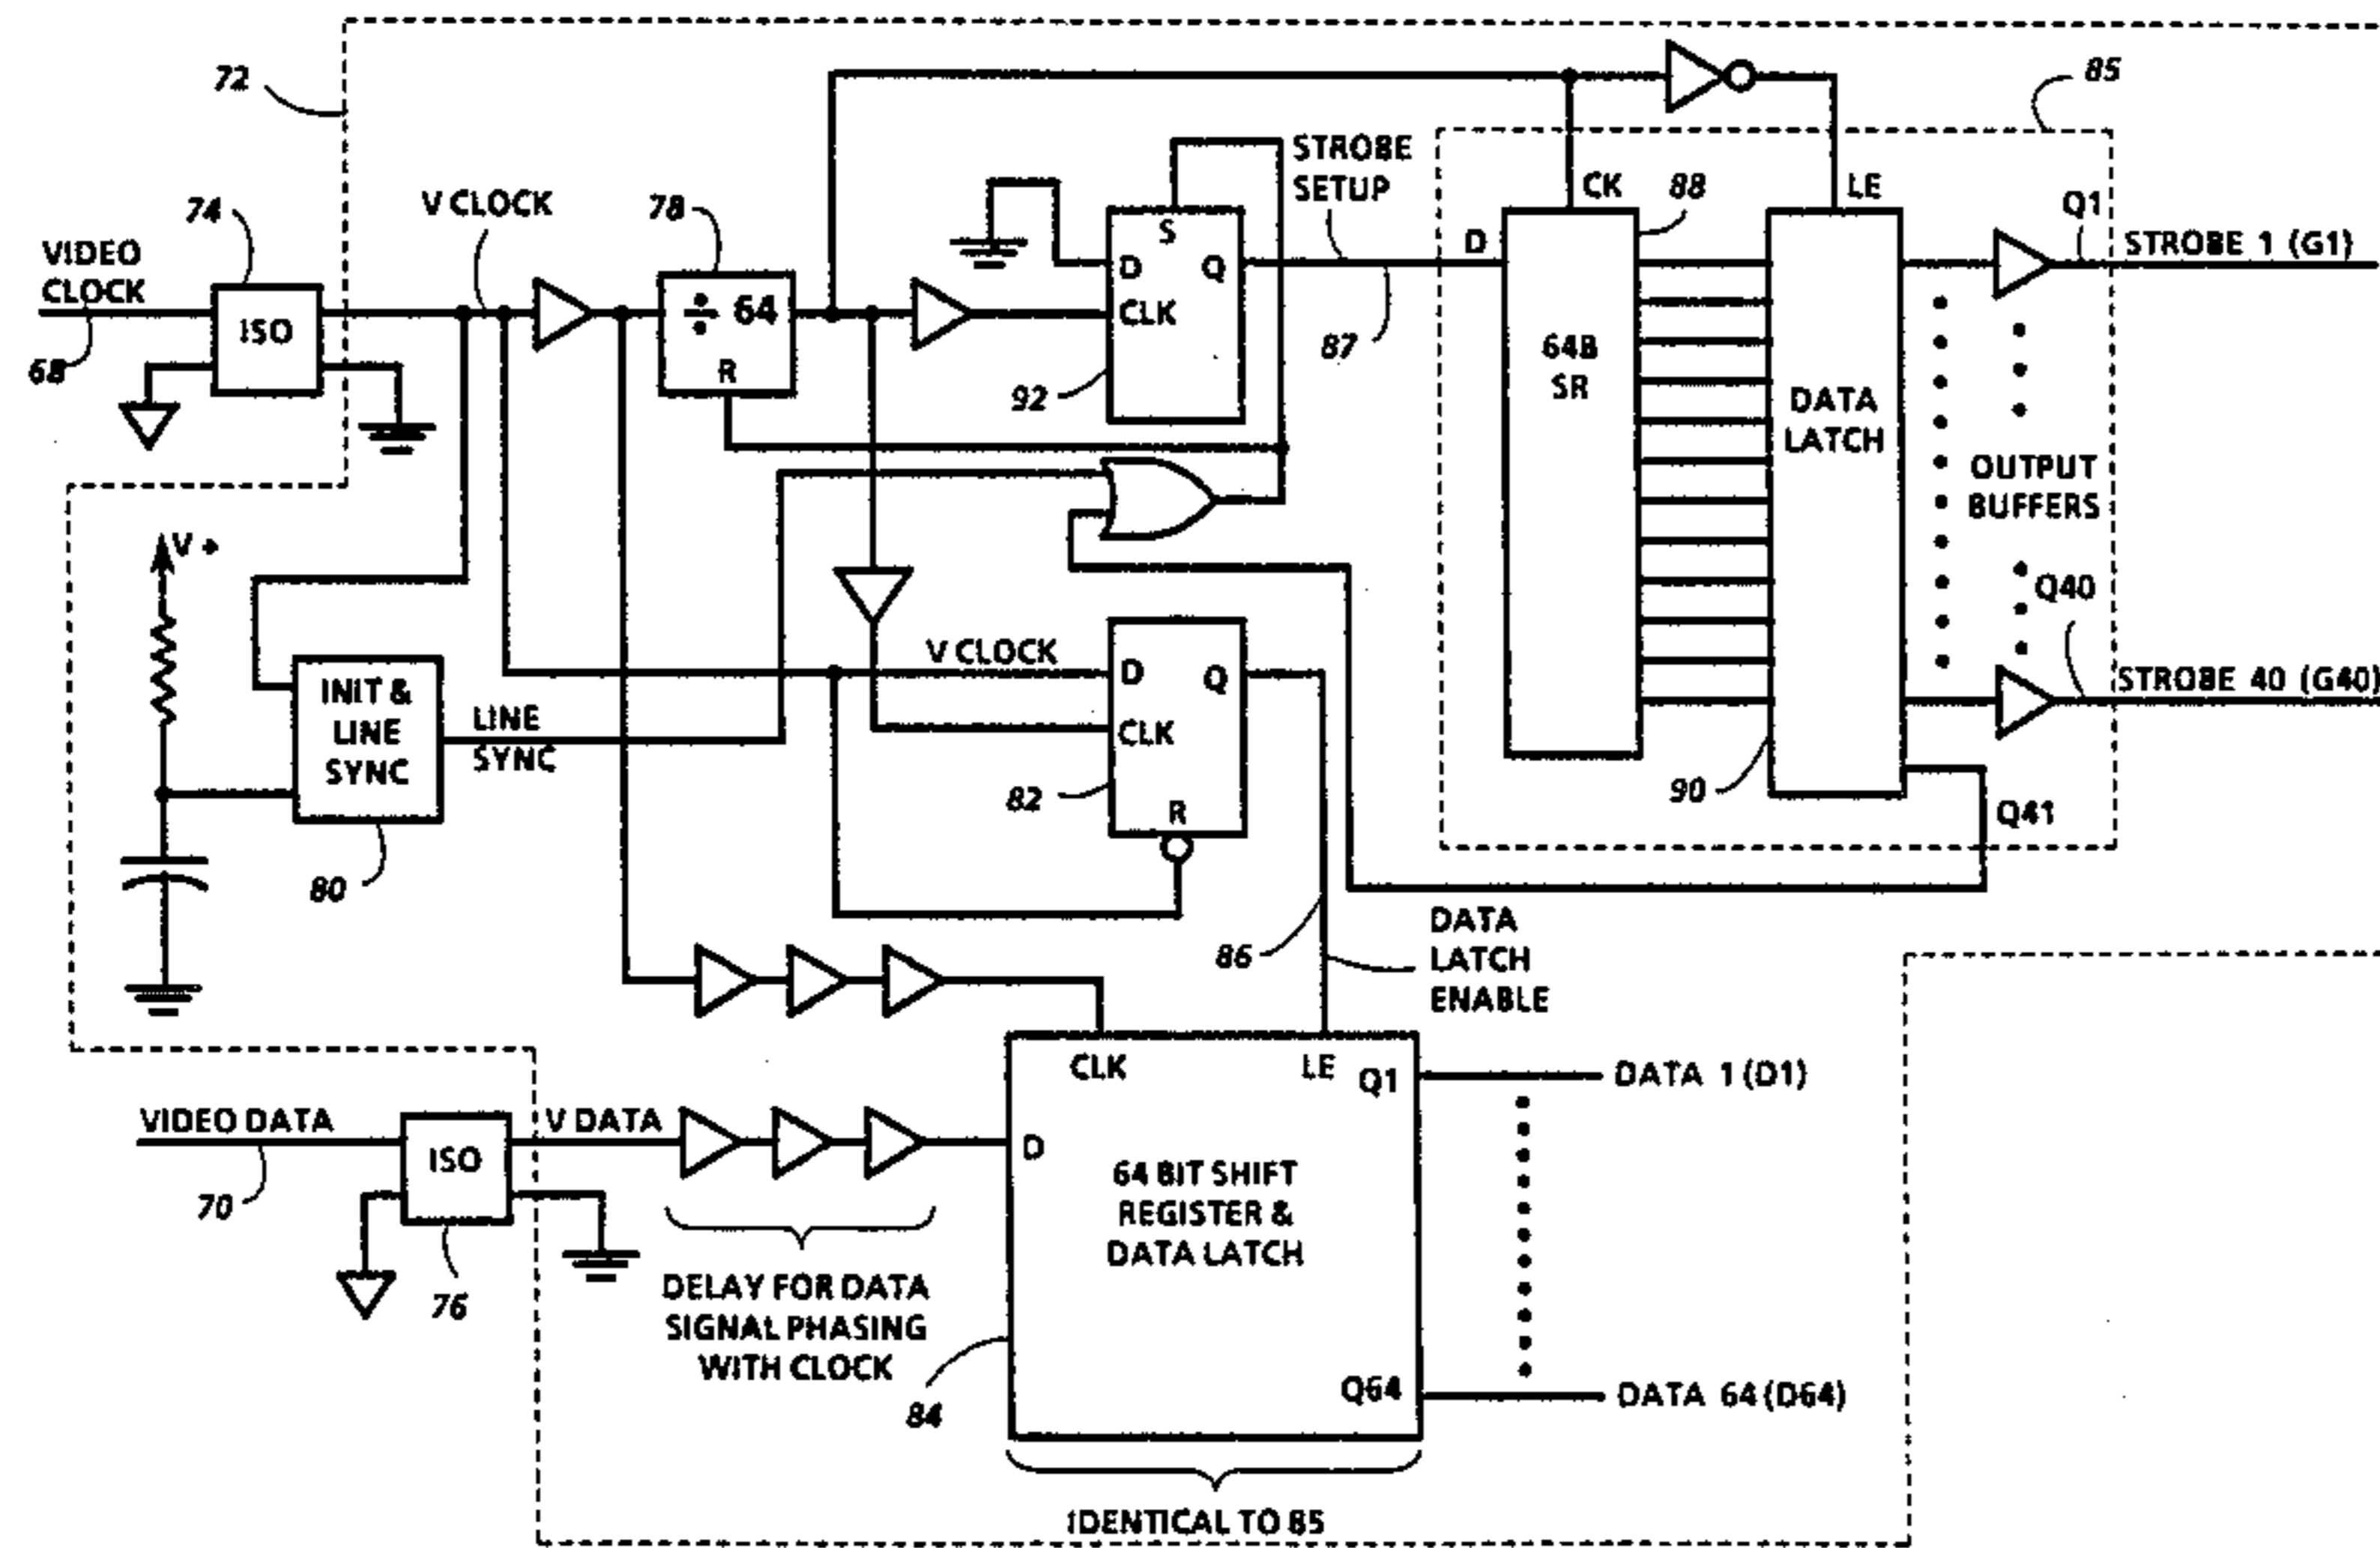 72
85
STROBE
SETUP
CK
88
LE
Q1
STROBE 1 (G1)
74
V CLOCK
78
VIDEO
CLOCK
68
ISO
÷ 64
R
S
D
Q
CLK
92
87
D
64B
SR
DATA
LATCH
OUTPUT
BUFFERS
Q40
STROBE 40 (G40)
90
Q41
V +
INIT &
LINE
SYNC
80
LINE
SYNC
V CLOCK
D
Q
CLK
82
R
86
DATA
LATCH
ENABLE
CLK
LE
Q1
DATA 1 (D1)
VIDEO DATA
70
ISO
76
V DATA
D
64 BIT SHIFT
REGISTER &
DATA LATCH
DELAY FOR DATA
SIGNAL PHASING
WITH CLOCK
84
Q64
DATA 64 (D64)
IDENTICAL TO 85